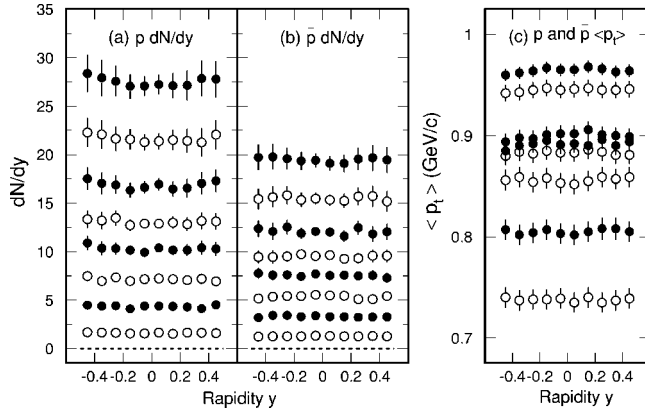 (a) p dN/dy
(b) p̄ dN/dy
(c) p and p̄ <pt>
dN/dy
35
30
25
20
15
10
5
0
< pt > (GeV/c)
1
0.9
0.8
0.7
-0.4 -0.2 0 0.2 0.4
-0.4 -0.2 0 0.2 0.4
-0.4 -0.2 0 0.2 0.4
Rapidity y
Rapidity y
Rapidity y